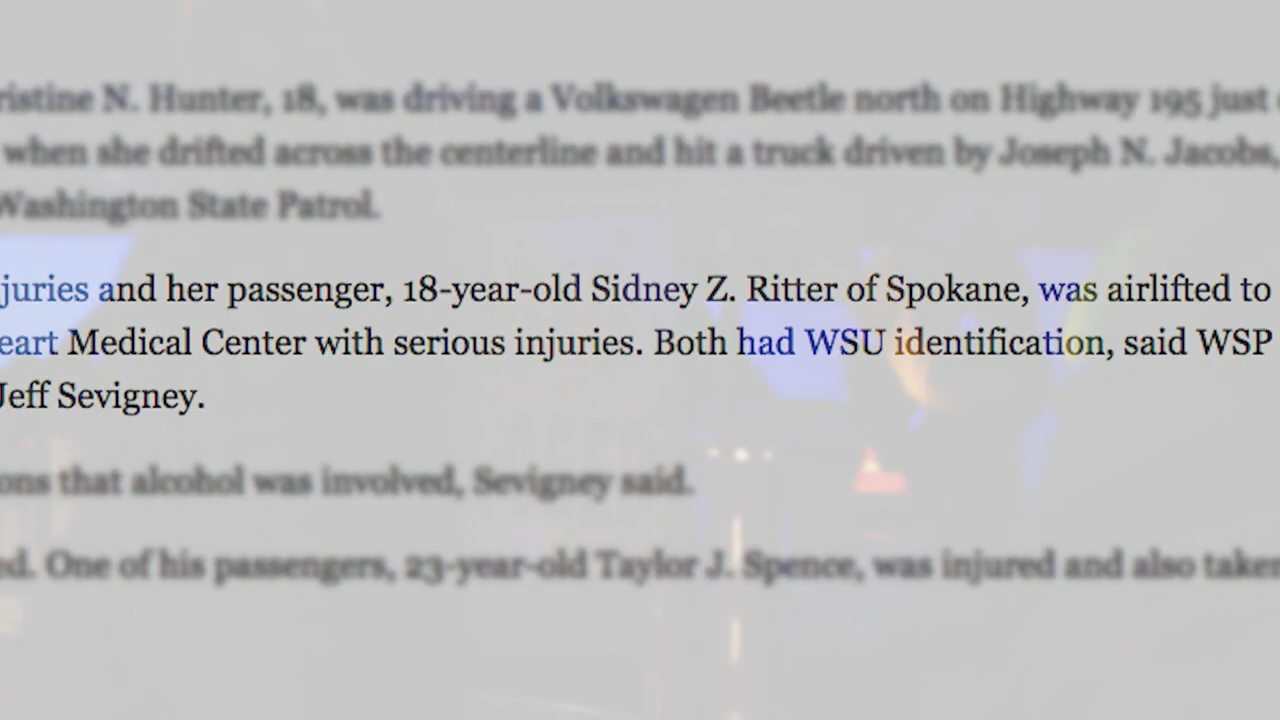 ristine N. Hunter, 18, was driving a Volkswagen Beetle north on Highway 195 just
when she drifted across the centerline and hit a truck driven by Joseph N. Jacobs,
Washington State Patrol.
juries and her passenger, 18-year-old Sidney Z. Ritter of Spokane, was airlifted to
eart Medical Center with serious injuries. Both had WSU identification, said WSP
Jeff Sevigney.
ons that alcohol was involved, Sevigney said.
ed. One of his passengers, 23-year-old Taylor J. Spence, was injured and also taken